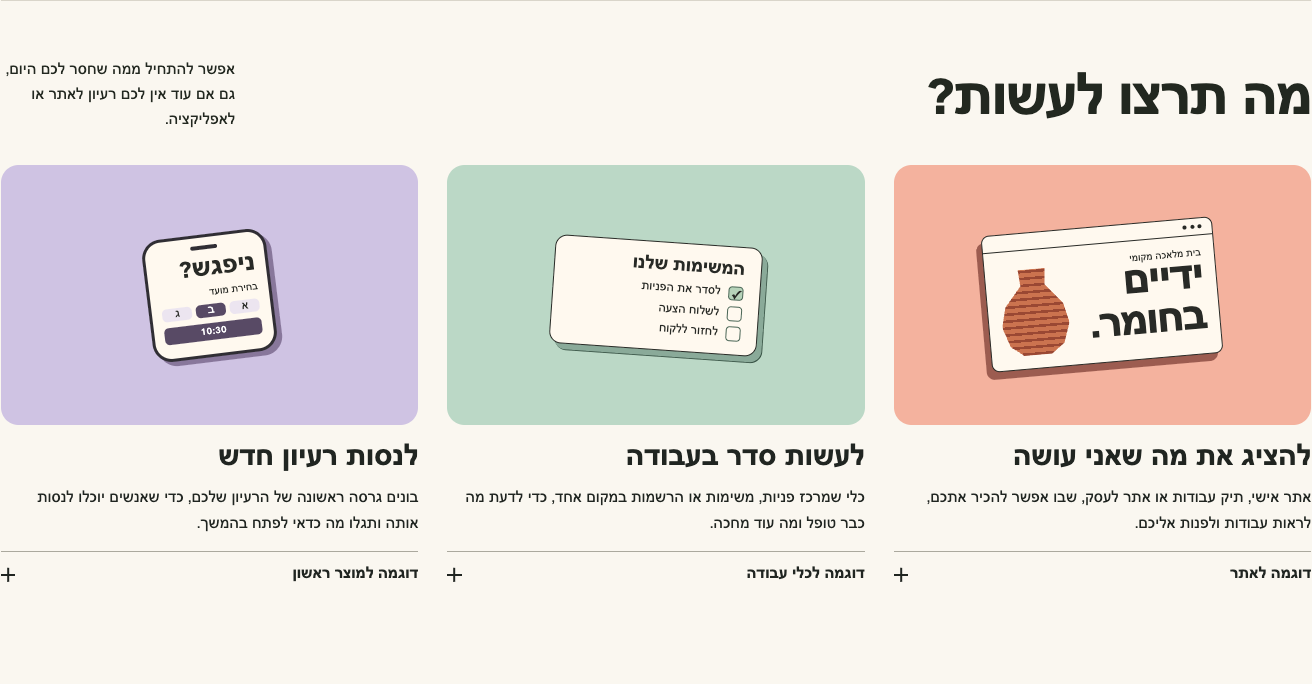 מה תרצו לעשות?
אפשר להתחיל ממה שחסר לכם היום,
גם אם עוד אין לכם רעיון לאתר או
לאפליקציה.
בית מלאכה מקומי
ידיים
בחומר.
להציג את מה שאני עושה
אתר אישי, תיק עבודות או אתר לעסק, שבו אפשר להכיר אתכם,
לראות עבודות ולפנות אליכם.
דוגמה לאתר
המשימות שלנו
לסדר את הפניות
לשלוח הצעה
לחזור ללקוח
לעשות סדר בעבודה
כלי שמרכז פניות, משימות או הרשמות במקום אחד, כדי לדעת מה
כבר טופל ומה עוד מחכה.
דוגמה לכלי עבודה
ניפגש?
בחירת מועד
א ב ג
10:30
לנסות רעיון חדש
בונים גרסה ראשונה של הרעיון שלכם, כדי שאנשים יוכלו לנסות
אותה ותגלו מה כדאי לפתח בהמשך.
דוגמה למוצר ראשון